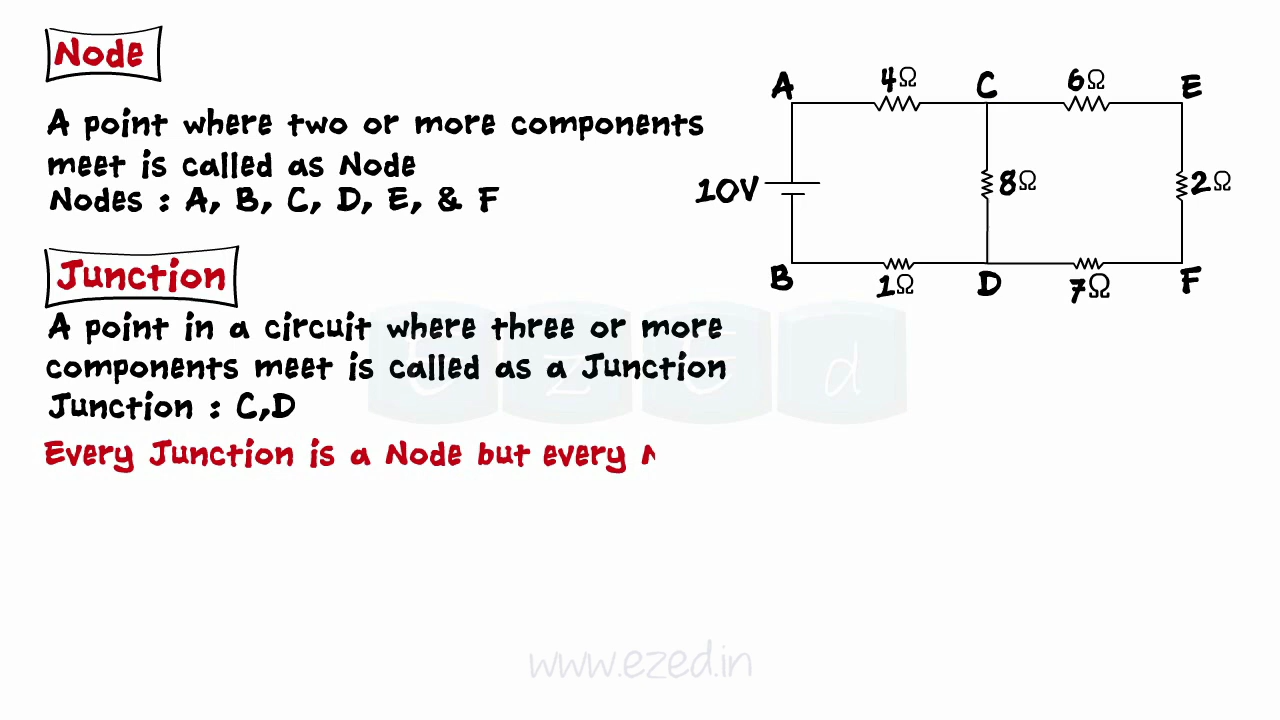 Node
A point where two or more components
meet is called as Node
Nodes : A, B, C, D, E, & F
Junction
A point in a circuit where three or more
components meet is called as a Junction
Junction : C,D
Every Junction is a Node but every
A 4Ω C 6Ω E
10V 8Ω 2Ω
B 1Ω D 7Ω F
e z E d
www.ezed.in